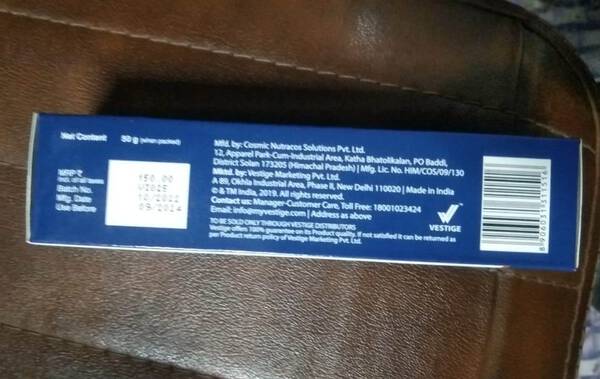 Net Content 30 g (when packed)
MRP ₹ 150.00
incl. of all taxes
Batch No. VI025
Mfg. Date 10/2022
Use Before 09/2024
Mfd. by: Cosmic Nutracos Solutions Pvt. Ltd.
12, Apparel Park-Cum-Industrial Area, Katha Bhatolikalan, PO Baddi,
District Solan 173205 (Himachal Pradesh) | Mfg. Lic. No. HIM/COS/09/130
Mktd. by: Vestige Marketing Pvt. Ltd.
A 89, Okhla Industrial Area, Phase II, New Delhi 110020 | Made in India
© & TM India, 2019. All rights reserved.
Contact us: Manager-Customer Care, Toll Free: 18001023424
Email: info@myvestige.com | Address as above
TO BE SOLD ONLY THROUGH VESTIGE DISTRIBUTORS
Vestige offers 100% guarantee on its Product quality. If not satisfied it can be returned as
per Product return policy of Vestige Marketing Pvt. Ltd.
VESTIGE